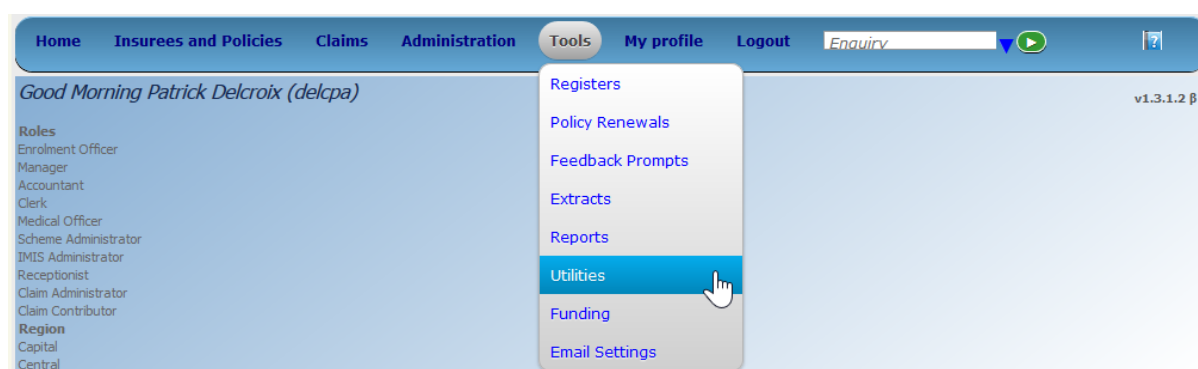 Home Insurees and Policies Claims Administration Tools My profile Logout Enquiry ?
Good Morning Patrick Delcroix (delcpa)
v1.3.1.2 β
Roles
Enrolment Officer
Manager
Accountant
Clerk
Medical Officer
Scheme Administrator
IMIS Administrator
Receptionist
Claim Administrator
Claim Contributor
Region
Capital
Central
Registers
Policy Renewals
Feedback Prompts
Extracts
Reports
Utilities
Funding
Email Settings